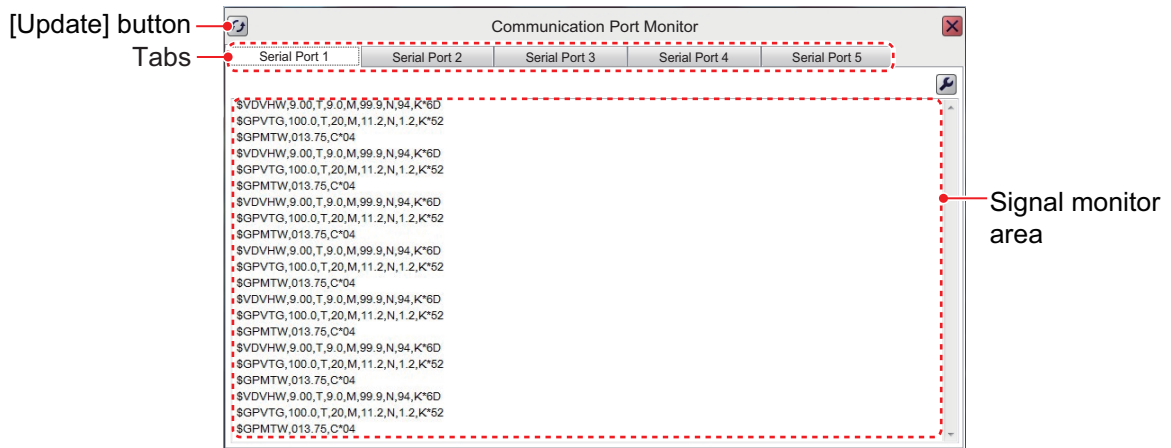 [Update] button
Communication Port Monitor
Tabs
Serial Port 1 Serial Port 2 Serial Port 3 Serial Port 4 Serial Port 5
$VDVHW,9.00,T,9.0,M,99.9,N,94,K*6D
$GPVTG,100.0,T,20,M,11.2,N,1.2,K*52
$GPMTW,013.75,C*04
$VDVHW,9.00,T,9.0,M,99.9,N,94,K*6D
$GPVTG,100.0,T,20,M,11.2,N,1.2,K*52
$GPMTW,013.75,C*04
$VDVHW,9.00,T,9.0,M,99.9,N,94,K*6D
$GPVTG,100.0,T,20,M,11.2,N,1.2,K*52
$GPMTW,013.75,C*04
$VDVHW,9.00,T,9.0,M,99.9,N,94,K*6D
$GPVTG,100.0,T,20,M,11.2,N,1.2,K*52
$GPMTW,013.75,C*04
$VDVHW,9.00,T,9.0,M,99.9,N,94,K*6D
$GPVTG,100.0,T,20,M,11.2,N,1.2,K*52
$GPMTW,013.75,C*04
$VDVHW,9.00,T,9.0,M,99.9,N,94,K*6D
$GPVTG,100.0,T,20,M,11.2,N,1.2,K*52
$GPMTW,013.75,C*04
$VDVHW,9.00,T,9.0,M,99.9,N,94,K*6D
$GPVTG,100.0,T,20,M,11.2,N,1.2,K*52
$GPMTW,013.75,C*04
Signal monitor
area